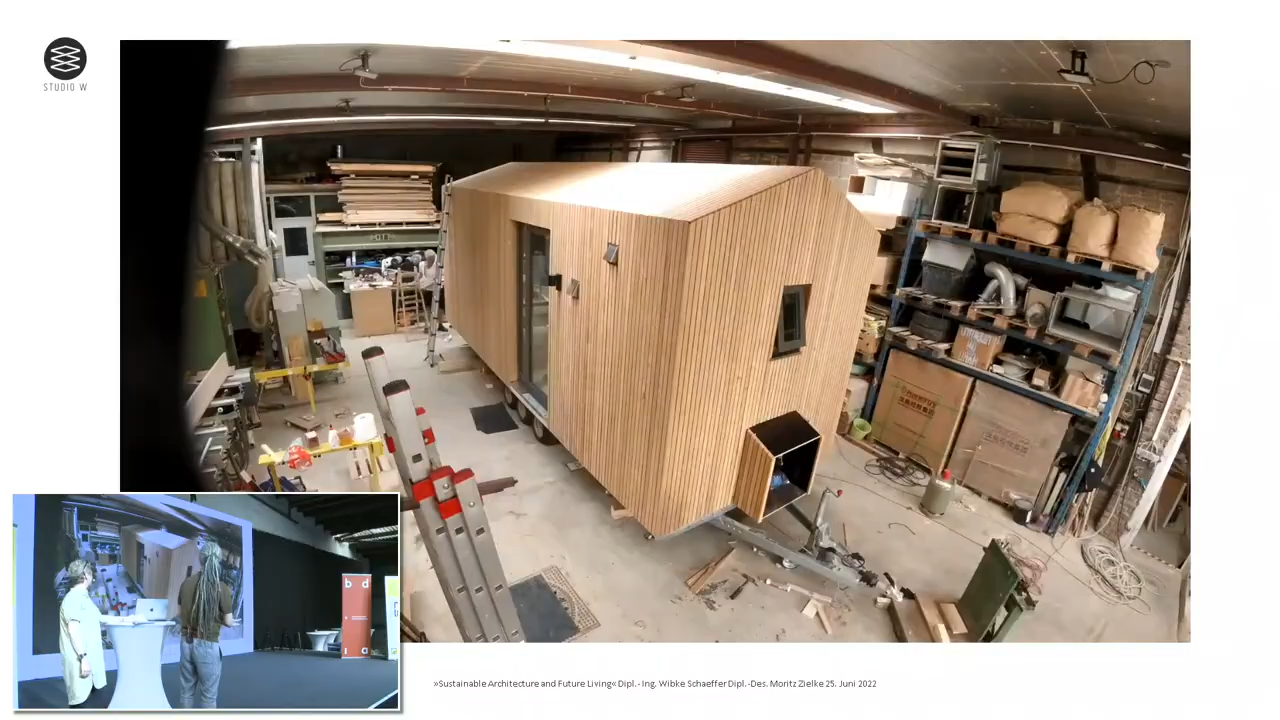 STUDIO W
»Sustainable Architecture and Future Living« Dipl.- Ing. Wibke Schaeffer Dipl. -Des. Moritz Zielke 25. Juni 2022
b d
i a